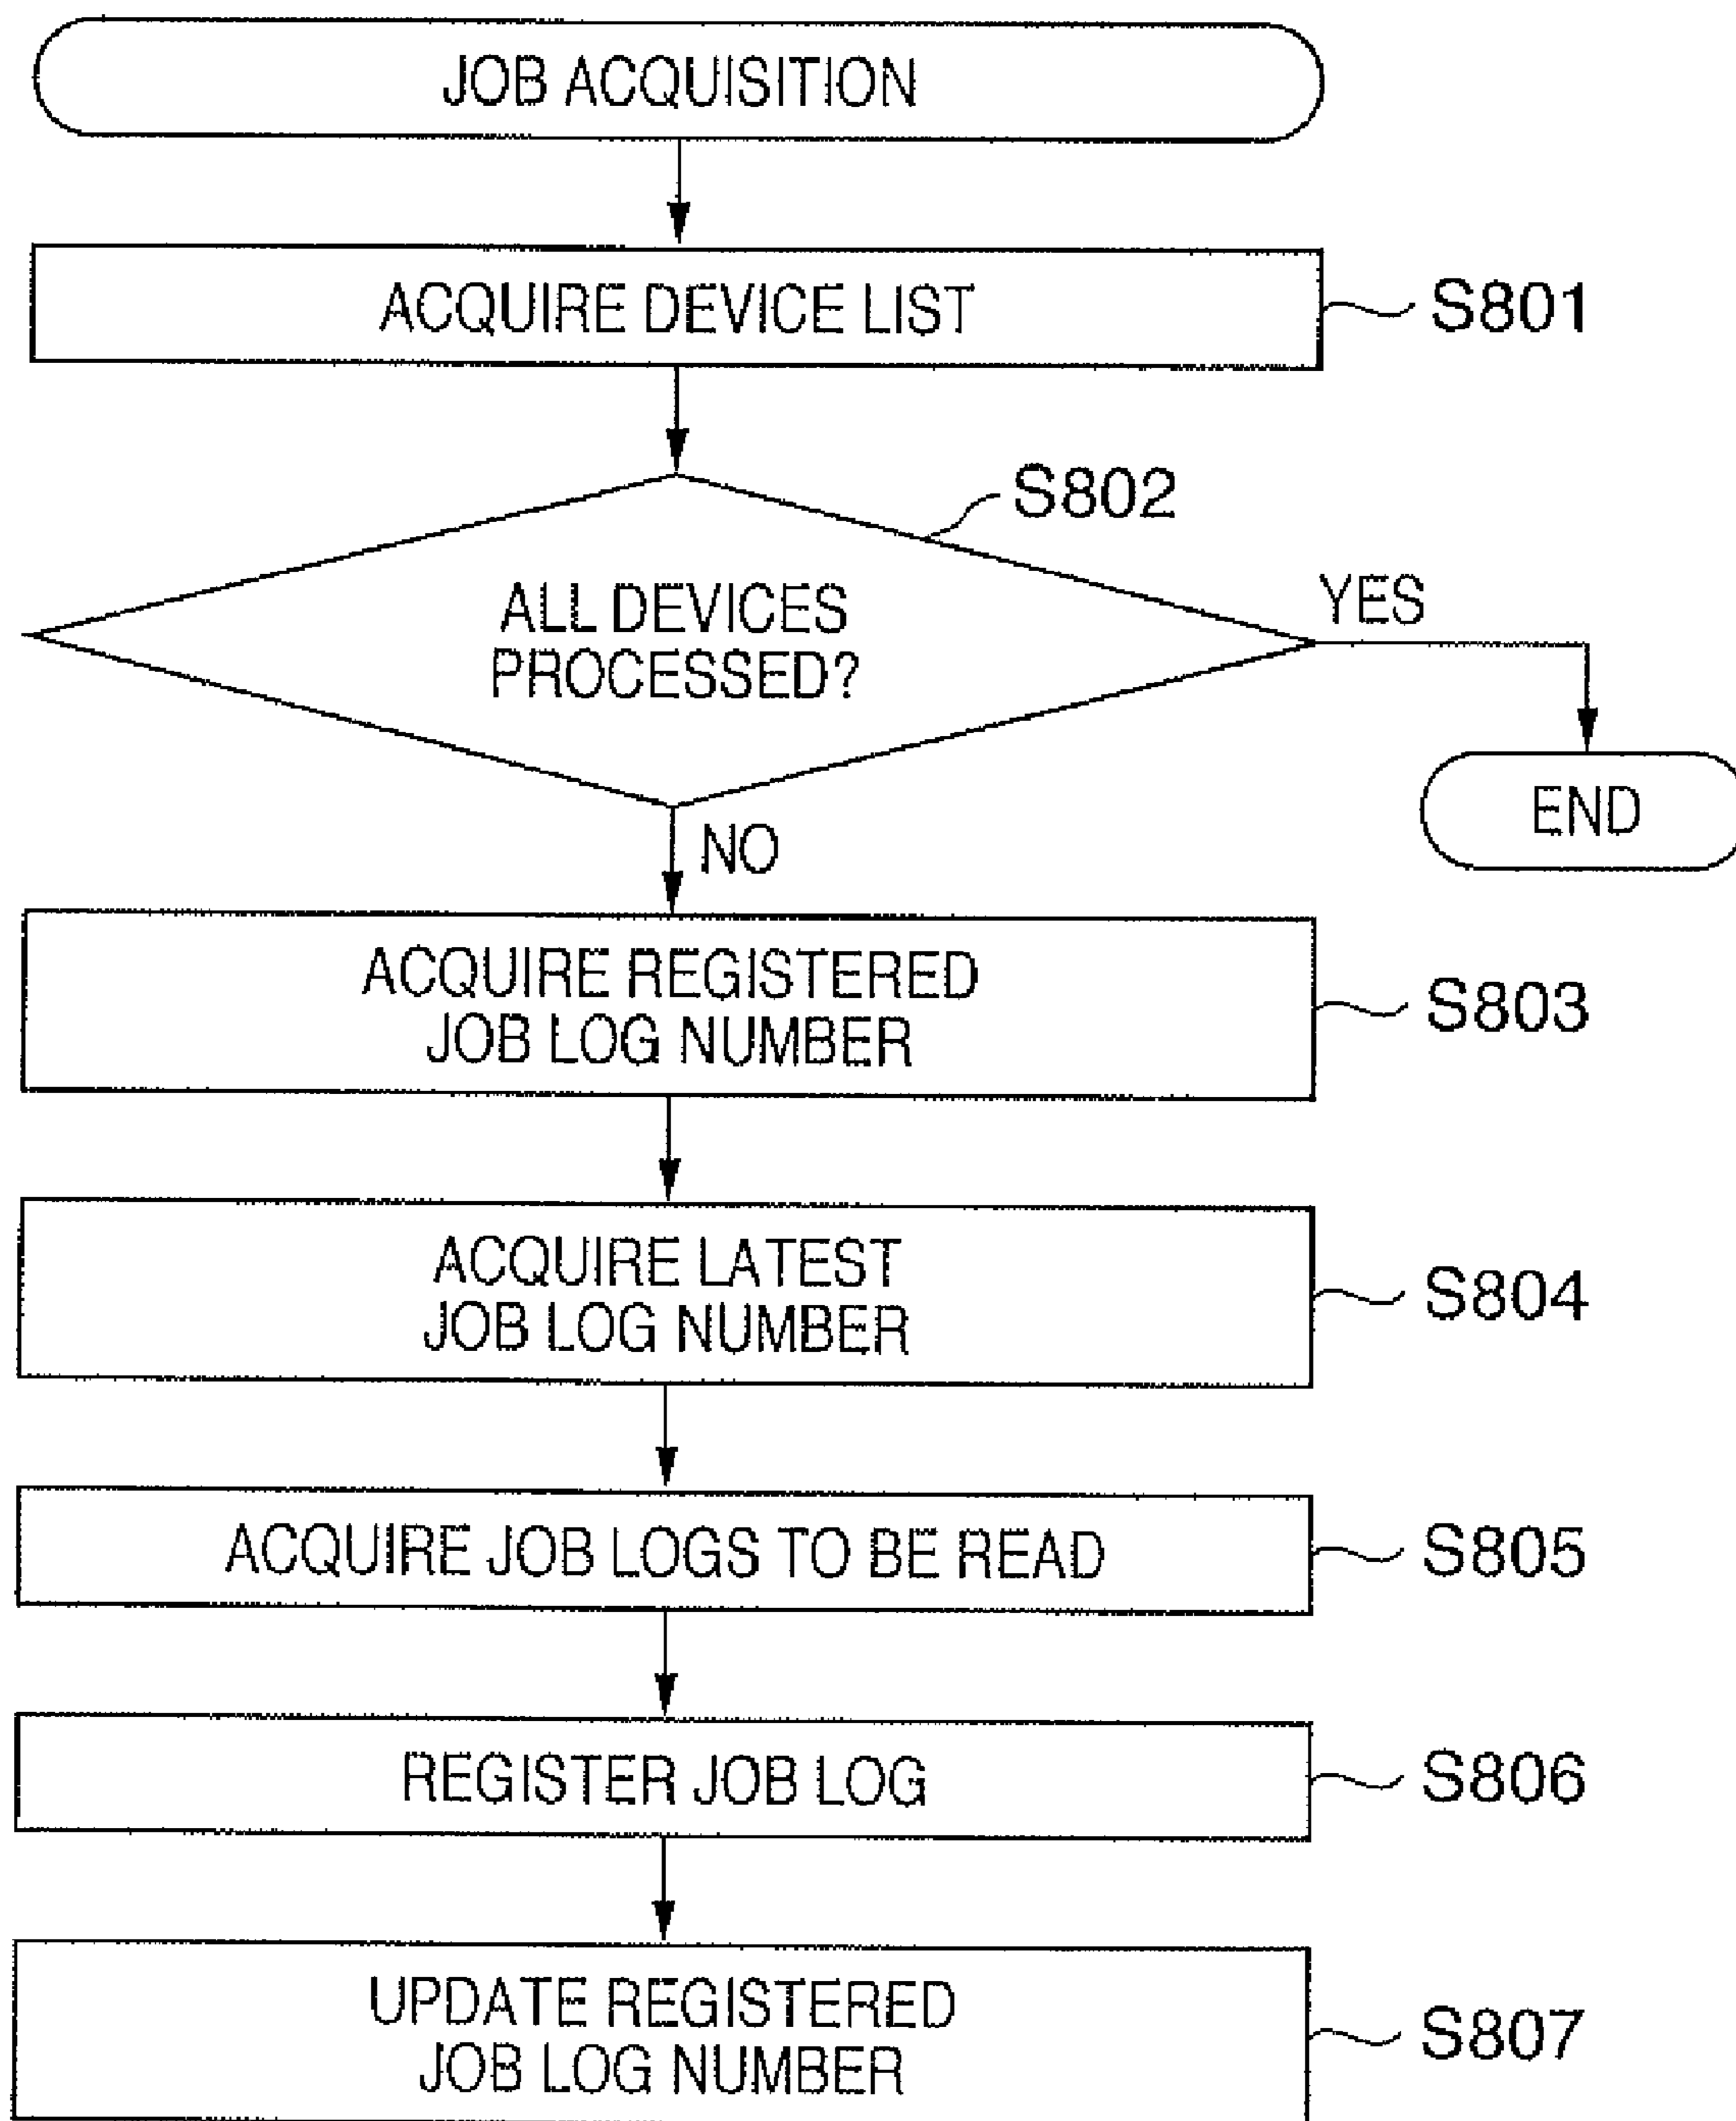 JOB ACQUISITION
ACQUIRE DEVICE LIST
S801
S802
ALL DEVICES
PROCESSED?
YES
END
NO
ACQUIRE REGISTERED
JOB LOG NUMBER
S803
ACQUIRE LATEST
JOB LOG NUMBER
S804
ACQUIRE JOB LOGS TO BE READ
S805
REGISTER JOB LOG
S806
UPDATE REGISTERED
JOB LOG NUMBER
S807